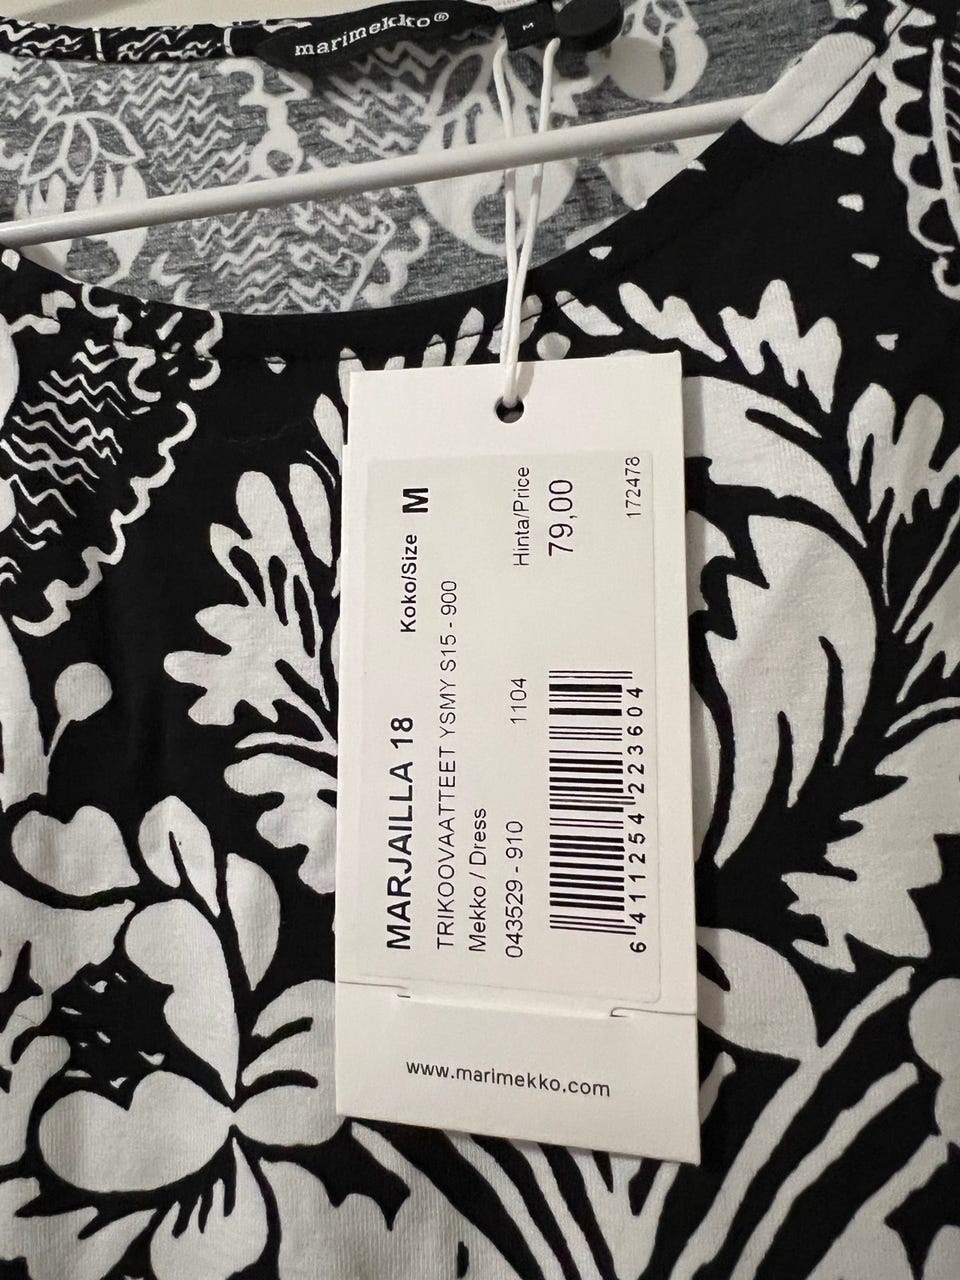 marimekko®
M
MARJAILLA 18 Koko/Size M
TRIKOOVAATTEET YSMY S15 - 900
Mekko / Dress
043529 - 910 1104 Hinta/Price
79,00
6 411254 223604
172478
www.marimekko.com